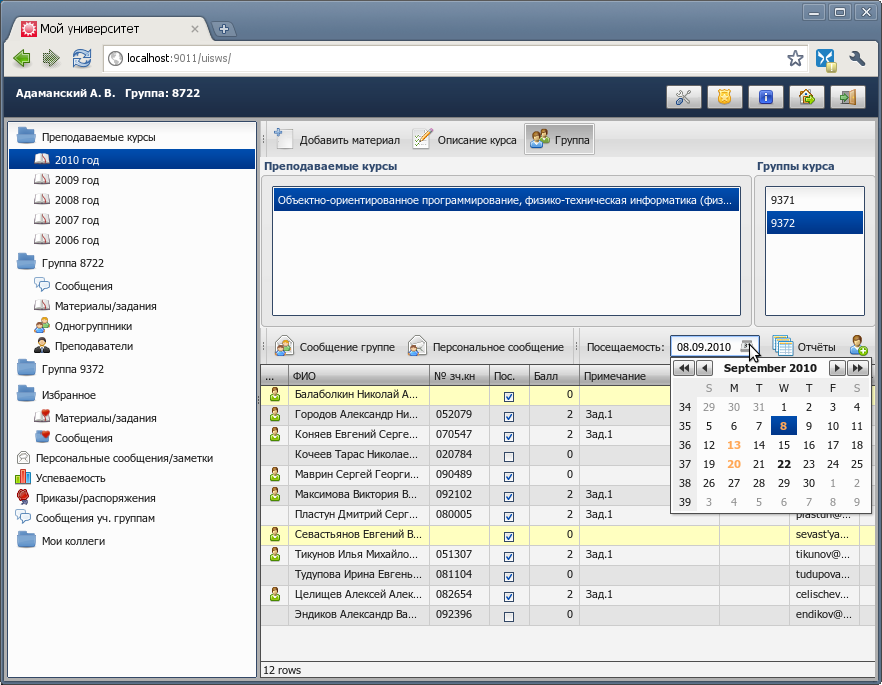 Мой университет
localhost:9011/uisws/
Адаманский А. В. Группа: 8722
Преподаваемые курсы
2010 год
2009 год
2008 год
2007 год
2006 год
Группа 8722
Сообщения
Материалы/задания
Одногруппники
Преподаватели
Группа 9372
Избранное
Материалы/задания
Сообщения
Персональные сообщения/заметки
Успеваемость
Приказы/распоряжения
Сообщения уч. группам
Мои коллеги
Добавить материал Описание курса Группа
Преподаваемые курсы
Объектно-ориентированное программирование, физико-техническая информатика (физ...
Группы курса
9371
9372
Сообщение группе Персональное сообщение Посещаемость: 08.09.2010 Отчёты
... ФИО № зч.кн Пос. Балл Примечание
Балаболкин Николай А... 0
Городов Александр Ни... 052079 2 Зад.1
Коняев Евгений Серге... 070547 2 Зад.1
Кочеев Тарас Николае... 020784 0
Маврин Сергей Георги... 090489 0
Максимова Виктория В... 092102 2 Зад.1
Пластун Дмитрий Серг... 080005 2 Зад.1 plastun@...
Севастьянов Евгений В... 0 sevast'ya...
Тикунов Илья Михайло... 051307 2 Зад.1 tikunov@...
Тудупова Ирина Евгень... 081104 0 tudupova...
Целищев Алексей Алек... 082654 2 Зад.1 celischev...
Эндиков Александр Ва... 092396 0 endikov@...
September 2010
S M T W T F S
34 29 30 31 1 2 3 4
35 5 6 7 8 9 10 11
36 12 13 14 15 16 17 18
37 19 20 21 22 23 24 25
38 26 27 28 29 30 1 2
39 3 4 5 6 7 8 9
12 rows